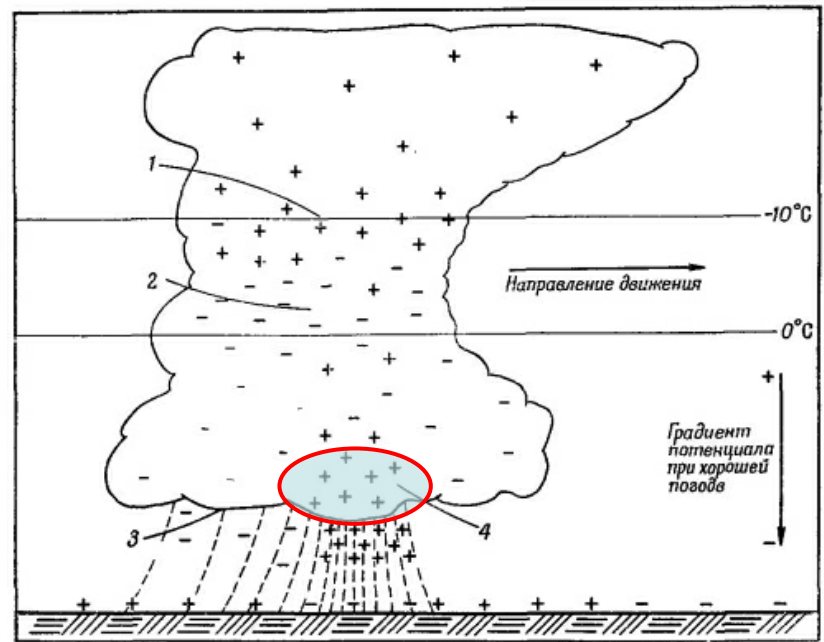 1
-10°C
2
Направление движения
0°C
Градиент
потенциала
при хорошей
погоде
3
4